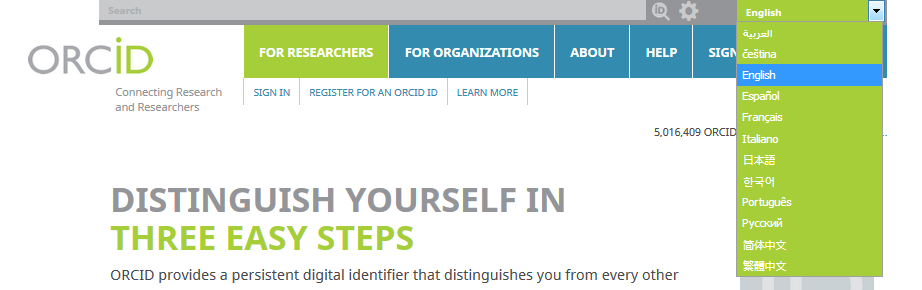 Search
English
ORCiD
Connecting Research
and Researchers
FOR RESEARCHERS
FOR ORGANIZATIONS
ABOUT
HELP
SIGN IN
REGISTER FOR AN ORCID ID
LEARN MORE
العربية
čeština
English
Español
Français
Italiano
日本語
한국어
Português
Русский
简体中文
繁體中文
5,016,409 ORCID
DISTINGUISH YOURSELF IN
THREE EASY STEPS
ORCID provides a persistent digital identifier that distinguishes you from every other